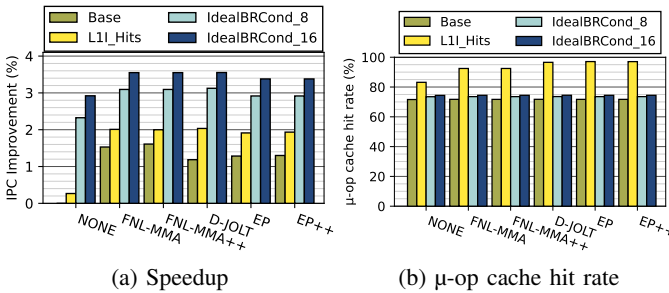 Base
IdealBRCond_8
L1I_Hits
IdealBRCond_16
IPC Improvement (%)
4
3
2
1
0
NONE
FNL-MMA
FNL-MMA++
D-JOLT
EP
EP++
(a) Speedup
Base
IdealBRCond_8
L1I_Hits
IdealBRCond_16
µ-op cache hit rate (%)
100
80
60
40
20
0
NONE
FNL-MMA
FNL-MMA++
D-JOLT
EP
EP++
(b) µ-op cache hit rate